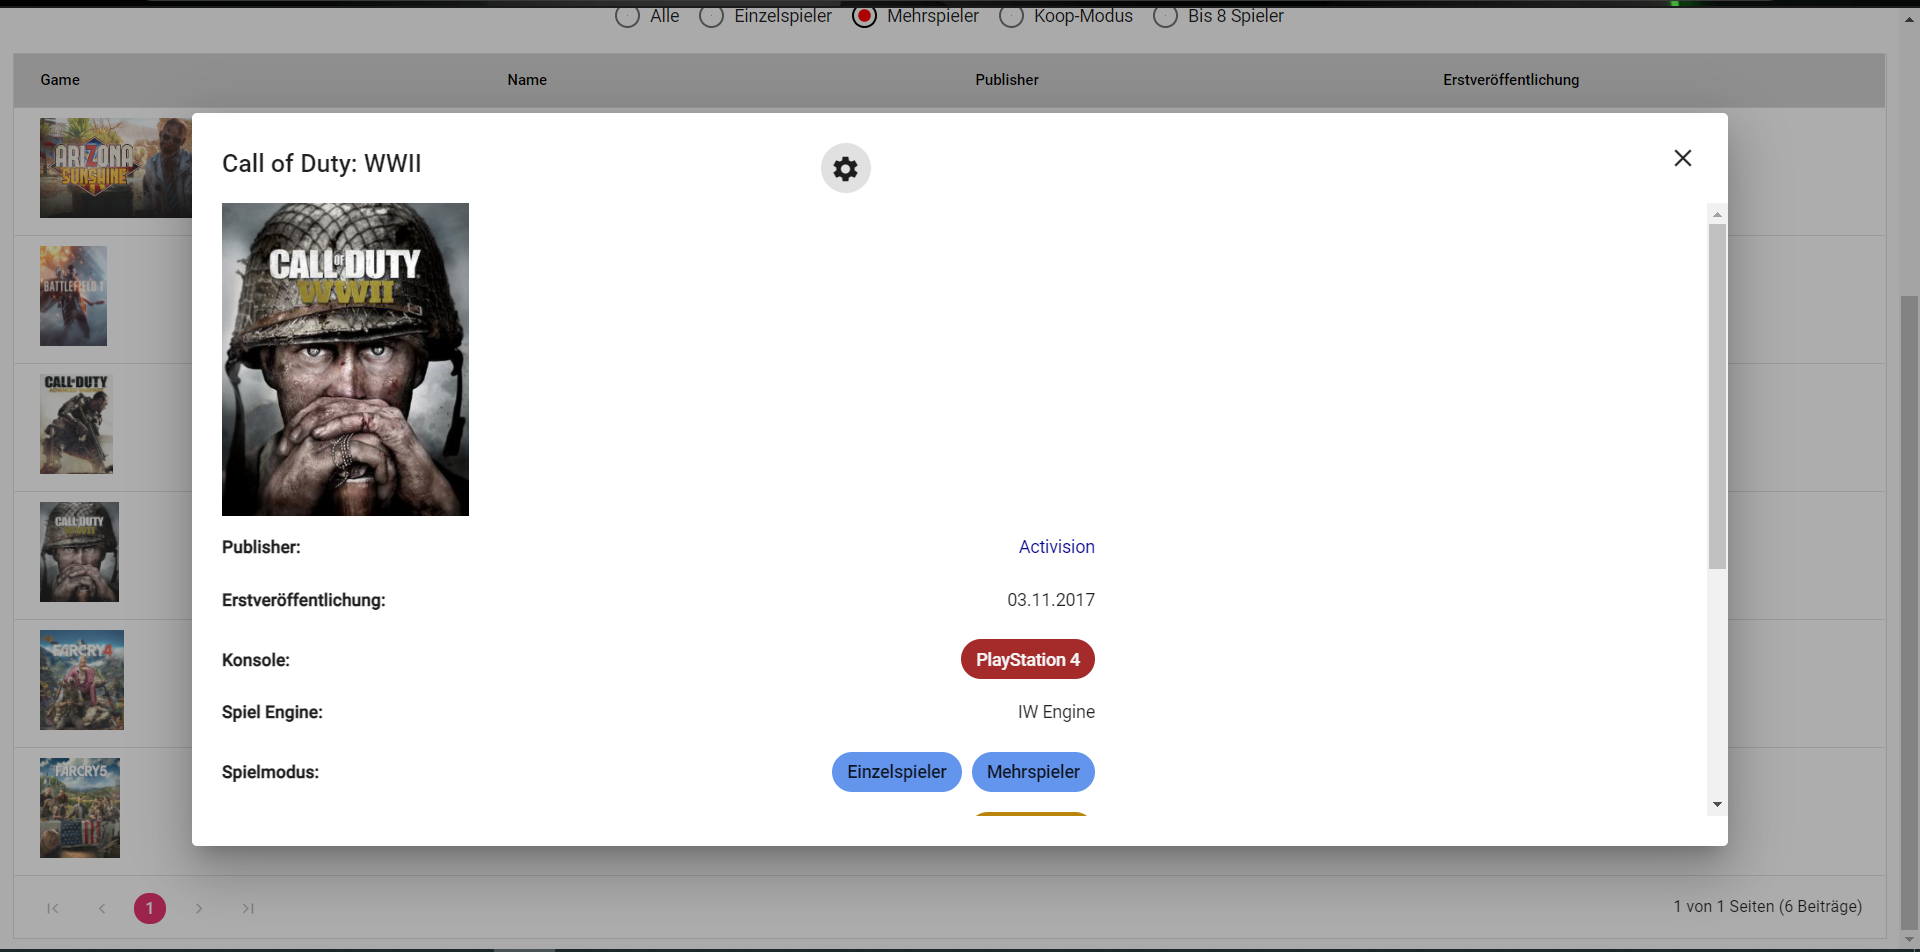 Alle Einzelspieler Mehrspieler Koop-Modus Bis 8 Spieler
Game Name Publisher Erstveröffentlichung
ARIZONA
SUNSHINE
Call of Duty: WWII
CALL OF DUTY
WWII
BATTLEFIELD 1
CALL OF DUTY
ADVANCED WARFARE
CALL OF DUTY
WWII
Publisher: Activision
Erstveröffentlichung: 03.11.2017
Konsole: PlayStation 4
FARCRY4
Spiel Engine: IW Engine
Spielmodus: Einzelspieler Mehrspieler
FARCRY5
1
1 von 1 Seiten (6 Beiträge)